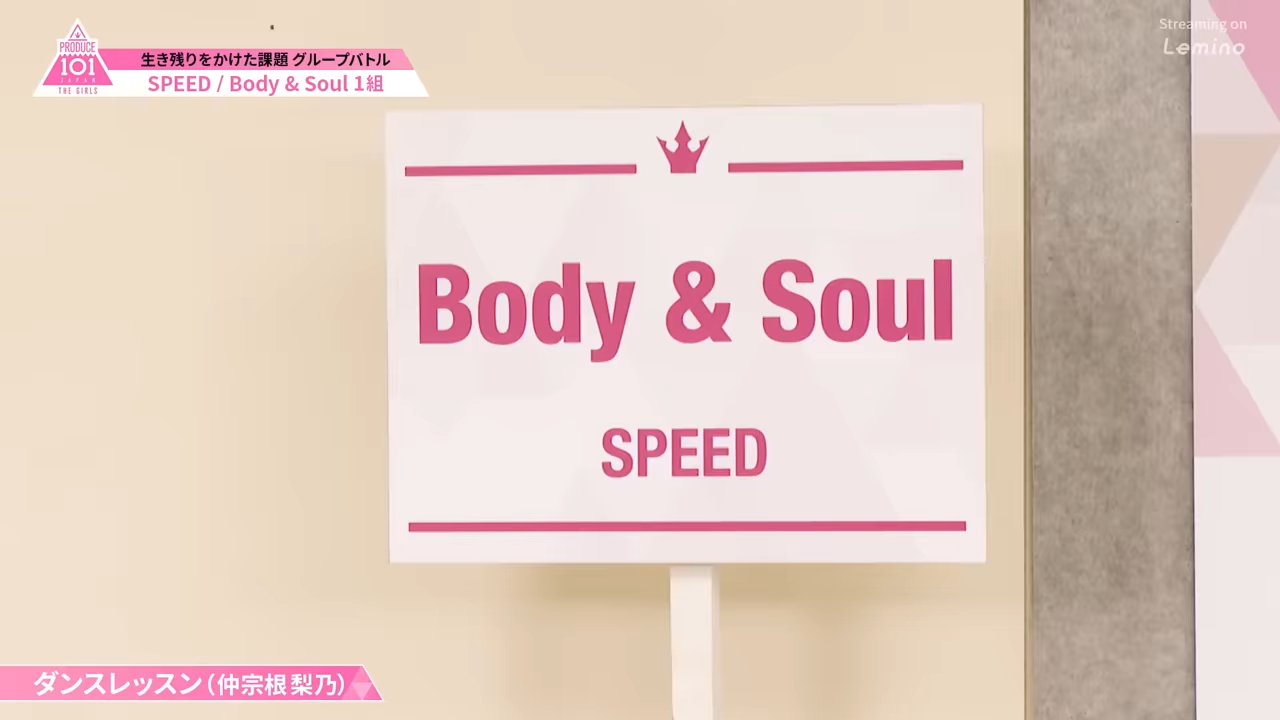 PRODUCE
101
JAPAN
THE GIRLS
生き残りをかけた課題 グループバトル
SPEED / Body & Soul 1組
Streaming on
Lemino
Body & Soul
SPEED
ダンスレッスン(仲宗根 梨乃)